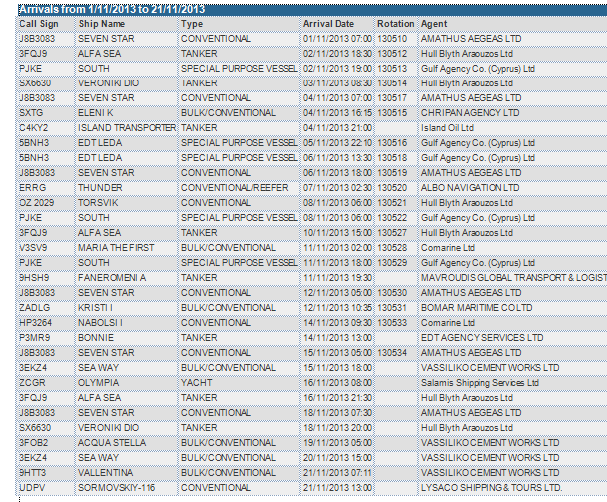 Arrivals from 1/11/2013 to 21/11/2013
Call Sign Ship Name Type Arrival Date Rotation Agent
J8B3083 SEVEN STAR CONVENTIONAL 01/11/2013 07:00 130510 AMATHUS AEGEAS LTD
3FQJ9 ALFA SEA TANKER 02/11/2013 18:30 130512 Hull Blyth Araouzos Ltd
PJKE SOUTH SPECIAL PURPOSE VESSEL 02/11/2013 19:00 130513 Gulf Agency Co. (Cyprus) Ltd
SX6630 VERONIKI DIO TANKER 03/11/2013 08:30 130514 Hull Blyth Araouzos Ltd
J8B3083 SEVEN STAR CONVENTIONAL 04/11/2013 07:00 130517 AMATHUS AEGEAS LTD
SXTG ELENI K BULK/CONVENTIONAL 04/11/2013 16:15 130515 CHRIPAN AGENCY LTD
C4KY2 ISLAND TRANSPORTER TANKER 04/11/2013 21:00 Island Oil Ltd
5BNH3 EDT LEDA SPECIAL PURPOSE VESSEL 05/11/2013 22:10 130516 Gulf Agency Co. (Cyprus) Ltd
5BNH3 EDT LEDA SPECIAL PURPOSE VESSEL 06/11/2013 13:30 130518 Gulf Agency Co. (Cyprus) Ltd
J8B3083 SEVEN STAR CONVENTIONAL 06/11/2013 18:00 130519 AMATHUS AEGEAS LTD
ERRG THUNDER CONVENTIONAL/REEFER 07/11/2013 02:30 130520 ALBO NAVIGATION LTD
OZ 2029 TORSVIK CONVENTIONAL 08/11/2013 06:00 130521 Hull Blyth Araouzos Ltd
PJKE SOUTH SPECIAL PURPOSE VESSEL 08/11/2013 06:00 130522 Gulf Agency Co. (Cyprus) Ltd
3FQJ9 ALFA SEA TANKER 10/11/2013 15:00 130527 Hull Blyth Araouzos Ltd
V3SV9 MARIA THE FIRST BULK/CONVENTIONAL 11/11/2013 02:00 130528 Comarine Ltd
PJKE SOUTH SPECIAL PURPOSE VESSEL 11/11/2013 18:00 130529 Gulf Agency Co. (Cyprus) Ltd
9HSH9 FANEROMENI A TANKER 11/11/2013 19:30 MAVROUDIS GLOBAL TRANSPORT & LOGIST
J8B3083 SEVEN STAR CONVENTIONAL 12/11/2013 05:00 130530 AMATHUS AEGEAS LTD
ZADLG KRISTI I BULK/CONVENTIONAL 12/11/2013 10:35 130531 BOMAR MARITIME CO LTD
HP3264 NABOLSI I CONVENTIONAL 14/11/2013 09:30 130533 Comarine Ltd
P3MR9 BONNIE TANKER 14/11/2013 13:00 EDT AGENCY SERVICES LTD
J8B3083 SEVEN STAR CONVENTIONAL 15/11/2013 05:00 130534 AMATHUS AEGEAS LTD
3EKZ4 SEA WAY BULK/CONVENTIONAL 15/11/2013 18:00 VASSILIKO CEMENT WORKS LTD
ZCGR OLYMPIA YACHT 16/11/2013 08:00 Salamis Shipping Services Ltd
3FQJ9 ALFA SEA TANKER 16/11/2013 21:30 Hull Blyth Araouzos Ltd
J8B3083 SEVEN STAR CONVENTIONAL 18/11/2013 07:30 AMATHUS AEGEAS LTD
SX6630 VERONIKI DIO TANKER 18/11/2013 20:00 Hull Blyth Araouzos Ltd
3FOB2 ACQUA STELLA BULK/CONVENTIONAL 19/11/2013 05:00 VASSILIKO CEMENT WORKS LTD
3EKZ4 SEA WAY BULK/CONVENTIONAL 20/11/2013 15:00 VASSILIKO CEMENT WORKS LTD
9HTT3 VALLENTINA BULK/CONVENTIONAL 21/11/2013 07:11 VASSILIKO CEMENT WORKS LTD
UDPV SORMOVSKIY-116 CONVENTIONAL 21/11/2013 13:00 LYSACO SHIPPING & TOURS LTD.